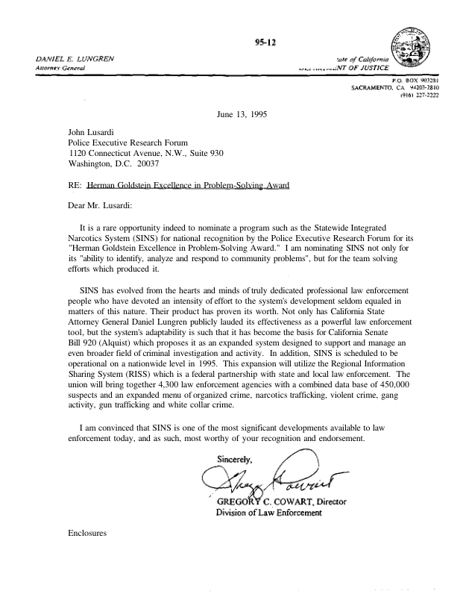 95-12
DANIEL E. LUNGREN
Attorney General
State of California
DEPARTMENT OF JUSTICE
P.O. BOX 903281
SACRAMENTO, CA 94203-2810
(916) 227-2222
June 13, 1995
John Lusardi
Police Executive Research Forum
1120 Connecticut Avenue, N.W., Suite 930
Washington, D.C. 20037
RE: Herman Goldstein Excellence in Problem-Solving Award
Dear Mr. Lusardi:
It is a rare opportunity indeed to nominate a program such as the Statewide Integrated
Narcotics System (SINS) for national recognition by the Police Executive Research Forum for its
"Herman Goldstein Excellence in Problem-Solving Award." I am nominating SINS not only for
its "ability to identify, analyze and respond to community problems", but for the team solving
efforts which produced it.
SINS has evolved from the hearts and minds of truly dedicated professional law enforcement
people who have devoted an intensity of effort to the system's development seldom equaled in
matters of this nature. Their product has proven its worth. Not only has California State
Attorney General Daniel Lungren publicly lauded its effectiveness as a powerful law enforcement
tool, but the system's adaptability is such that it has become the basis for California Senate
Bill 920 (Alquist) which proposes it as an expanded system designed to support and manage an
even broader field of criminal investigation and activity. In addition, SINS is scheduled to be
operational on a nationwide level in 1995. This expansion will utilize the Regional Information
Sharing System (RISS) which is a federal partnership with state and local law enforcement. The
union will bring together 4,300 law enforcement agencies with a combined data base of 450,000
suspects and an expanded menu of organized crime, narcotics trafficking, violent crime, gang
activity, gun trafficking and white collar crime.
I am convinced that SINS is one of the most significant developments available to law
enforcement today, and as such, most worthy of your recognition and endorsement.
Sincerely,
GREGORY C. COWART, Director
Division of Law Enforcement
Enclosures